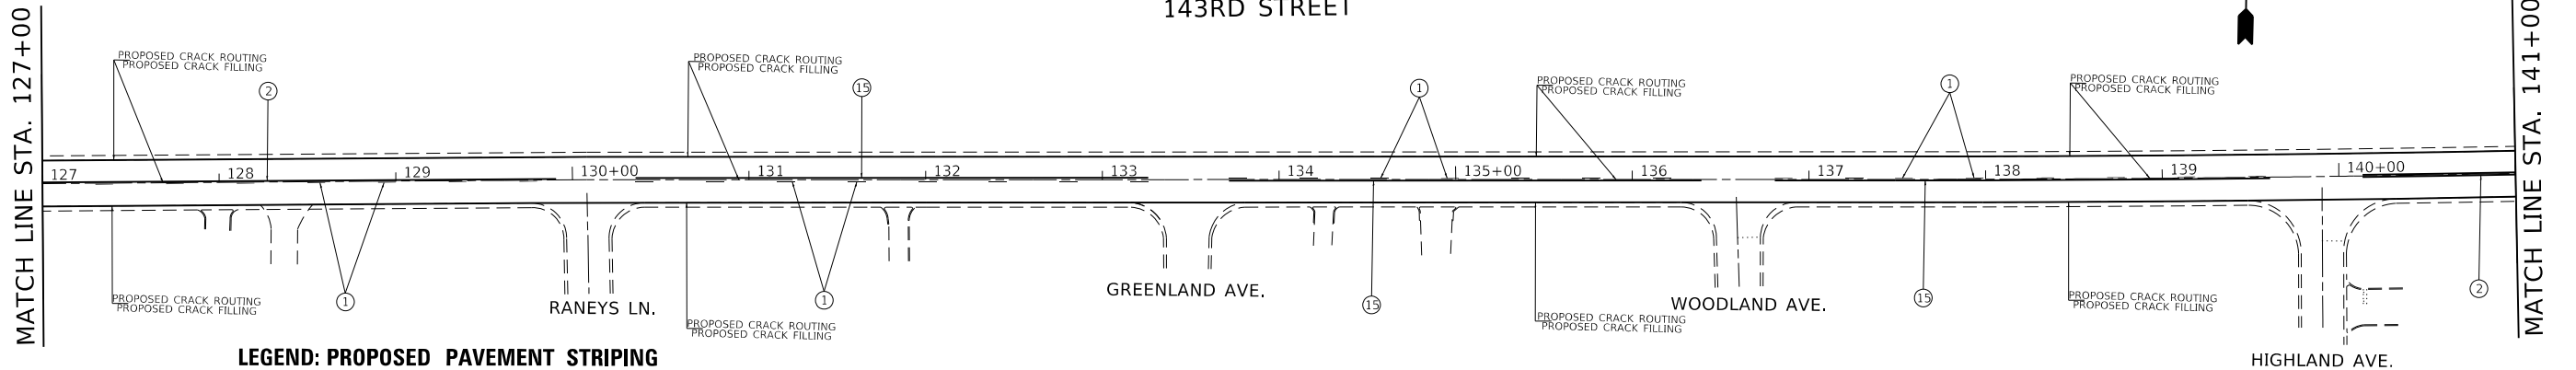 143RD STREET
MATCH LINE STA. 127+00
MATCH LINE STA. 141+00
PROPOSED CRACK ROUTING
PROPOSED CRACK FILLING
2
PROPOSED CRACK ROUTING
PROPOSED CRACK FILLING
15
1
PROPOSED CRACK ROUTING
PROPOSED CRACK FILLING
1
PROPOSED CRACK ROUTING
PROPOSED CRACK FILLING
127 128 129 130+00 131 132 133 134 135+00 136 137 138 139 140+00
PROPOSED CRACK ROUTING
PROPOSED CRACK FILLING
1
RANEYS LN.
PROPOSED CRACK ROUTING
PROPOSED CRACK FILLING
1
GREENLAND AVE.
15
PROPOSED CRACK ROUTING
PROPOSED CRACK FILLING
WOODLAND AVE.
15
PROPOSED CRACK ROUTING
PROPOSED CRACK FILLING
2
HIGHLAND AVE.
LEGEND: PROPOSED PAVEMENT STRIPING